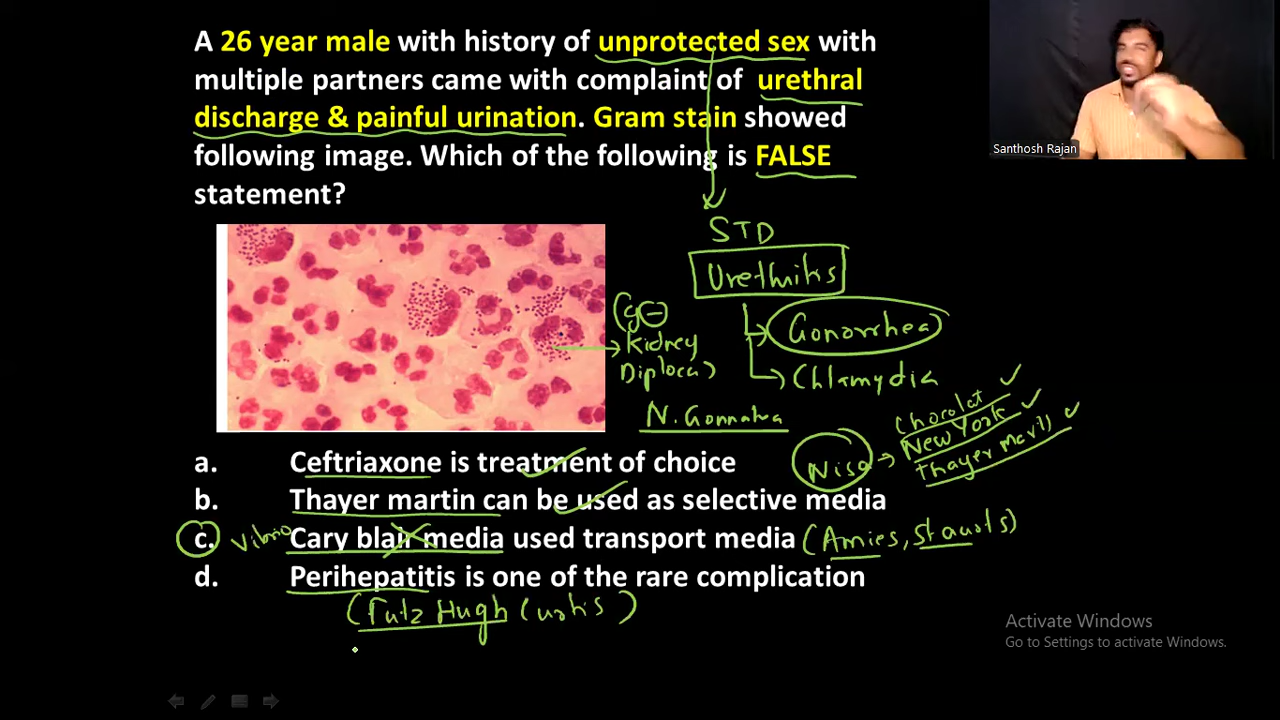 A 26 year male with history of unprotected sex with
multiple partners came with complaint of urethral
discharge & painful urination. Gram stain showed
following image. Which of the following is FALSE
statement?
Santhosh Rajan
STD
Urethritis
g
Kidney
Diplococci
Gonorrhea
Chlamydia
Chocolat
New York
Thayer
a. Ceftriaxone is treatment of choice
b. Thayer martin can be used as selective media
c. Vibrio Cary blair media used transport media (Amies, Stuarts)
d. Perihepatitis is one of the rare complication
Hugh Curtis)
Activate Windows
Go to Settings to activate Windows.